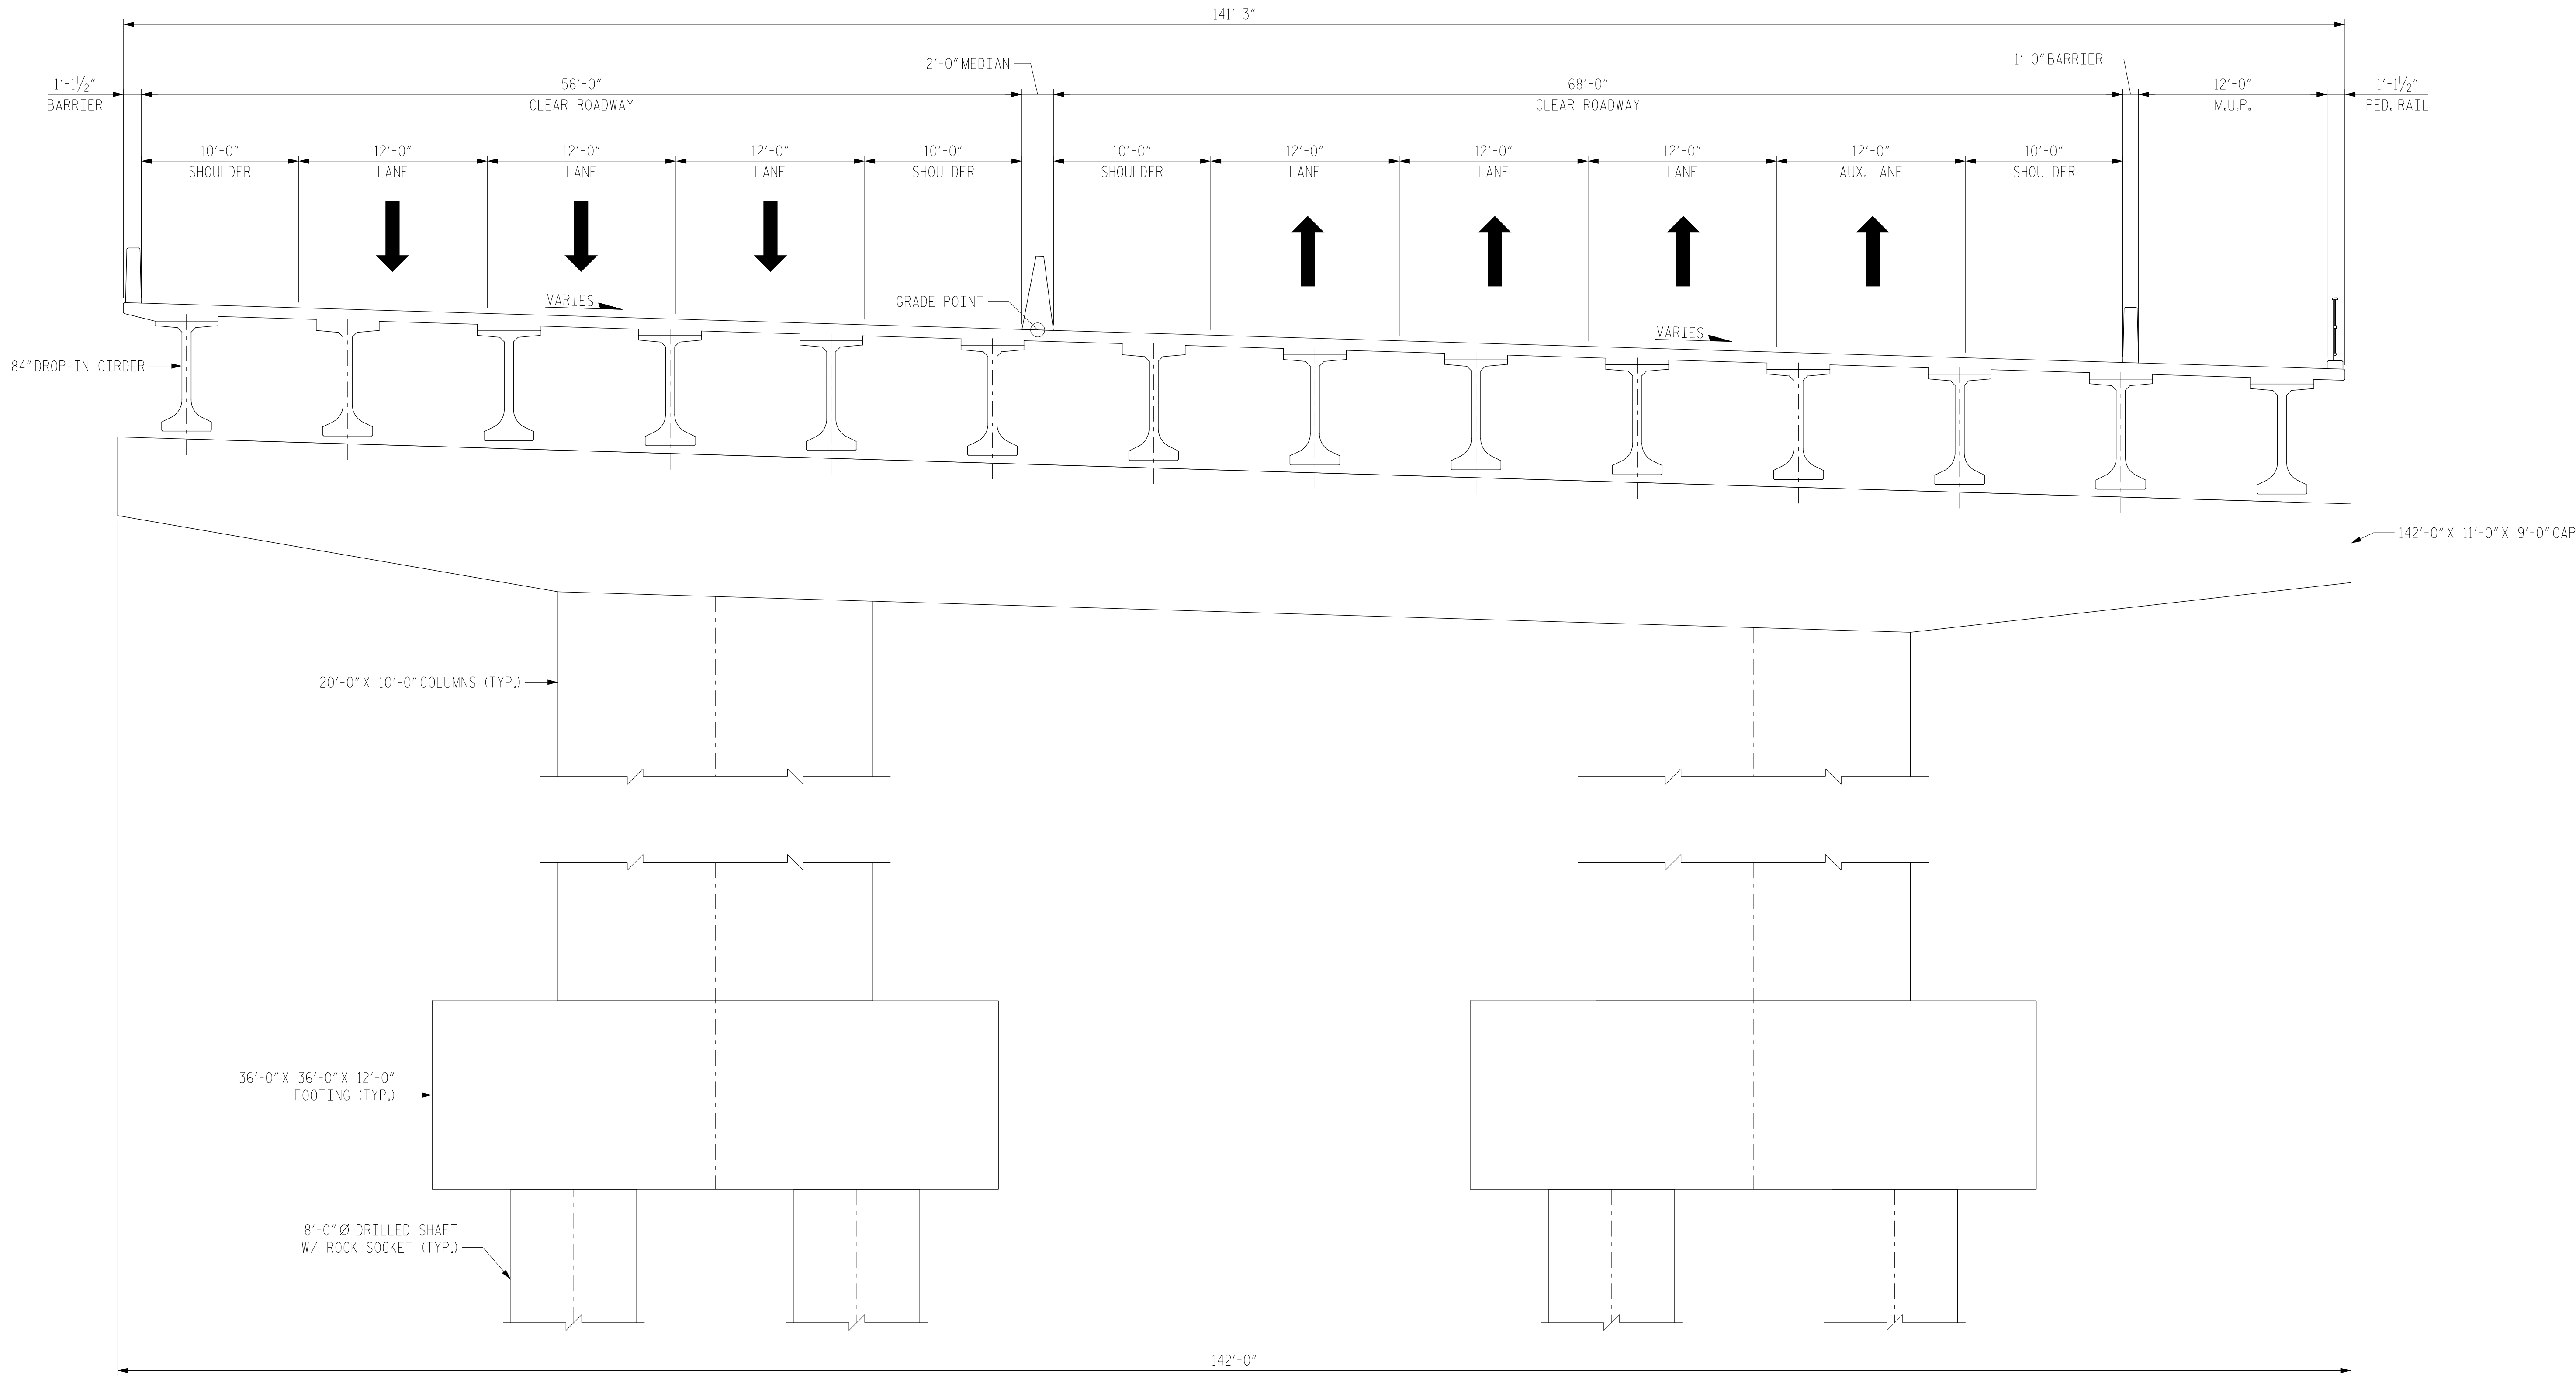 141'-3"
2'-0" MEDIAN
1'-0" BARRIER
1'-1 1/2"
BARRIER
56'-0"
CLEAR ROADWAY
68'-0"
CLEAR ROADWAY
12'-0"
M.U.P.
1'-1 1/2"
PED. RAIL
10'-0"
SHOULDER
12'-0"
LANE
12'-0"
LANE
12'-0"
LANE
10'-0"
SHOULDER
10'-0"
SHOULDER
12'-0"
LANE
12'-0"
LANE
12'-0"
LANE
12'-0"
AUX. LANE
10'-0"
SHOULDER
VARIES
GRADE POINT
VARIES
84" DROP-IN GIRDER
142'-0" X 11'-0" X 9'-0" CAP
20'-0" X 10'-0" COLUMNS (TYP.)
36'-0" X 36'-0" X 12'-0"
FOOTING (TYP.)
8'-0" Ø DRILLED SHAFT
W/ ROCK SOCKET (TYP.)
142'-0"